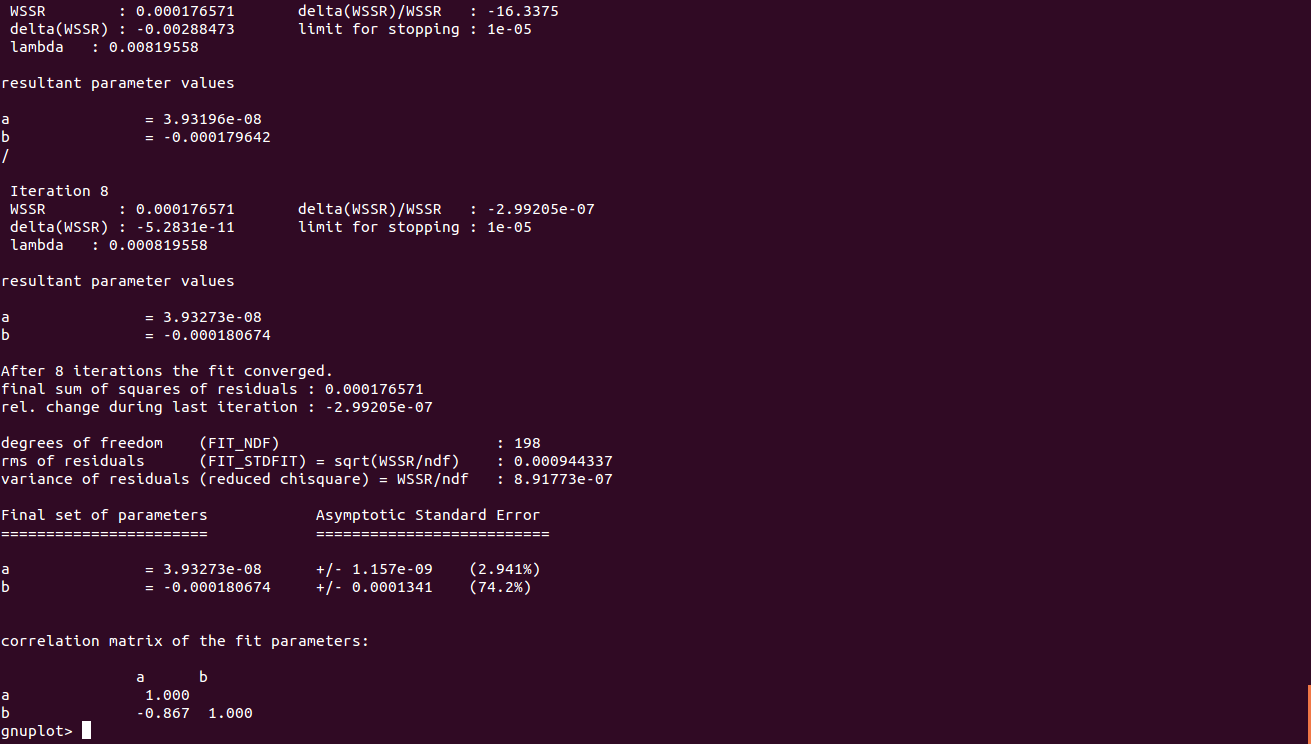 WSSR        : 0.000176571       delta(WSSR)/WSSR   : -16.3375
delta(WSSR) : -0.00288473       limit for stopping : 1e-05
lambda   : 0.00819558
resultant parameter values
a               = 3.93196e-08
b               = -0.000179642
/
Iteration 8
WSSR        : 0.000176571       delta(WSSR)/WSSR   : -2.99205e-07
delta(WSSR) : -5.2831e-11       limit for stopping : 1e-05
lambda   : 0.000819558
resultant parameter values
a               = 3.93273e-08
b               = -0.000180674
After 8 iterations the fit converged.
final sum of squares of residuals : 0.000176571
rel. change during last iteration : -2.99205e-07
degrees of freedom    (FIT_NDF)                        : 198
rms of residuals      (FIT_STDFIT) = sqrt(WSSR/ndf)    : 0.000944337
variance of residuals (reduced chisquare) = WSSR/ndf   : 8.91773e-07
Final set of parameters            Asymptotic Standard Error
=======================            ==========================
a               = 3.93273e-08      +/- 1.157e-09    (2.941%)
b               = -0.000180674     +/- 0.0001341    (74.2%)
correlation matrix of the fit parameters:
               a      b
a               1.000
b              -0.867  1.000
gnuplot>